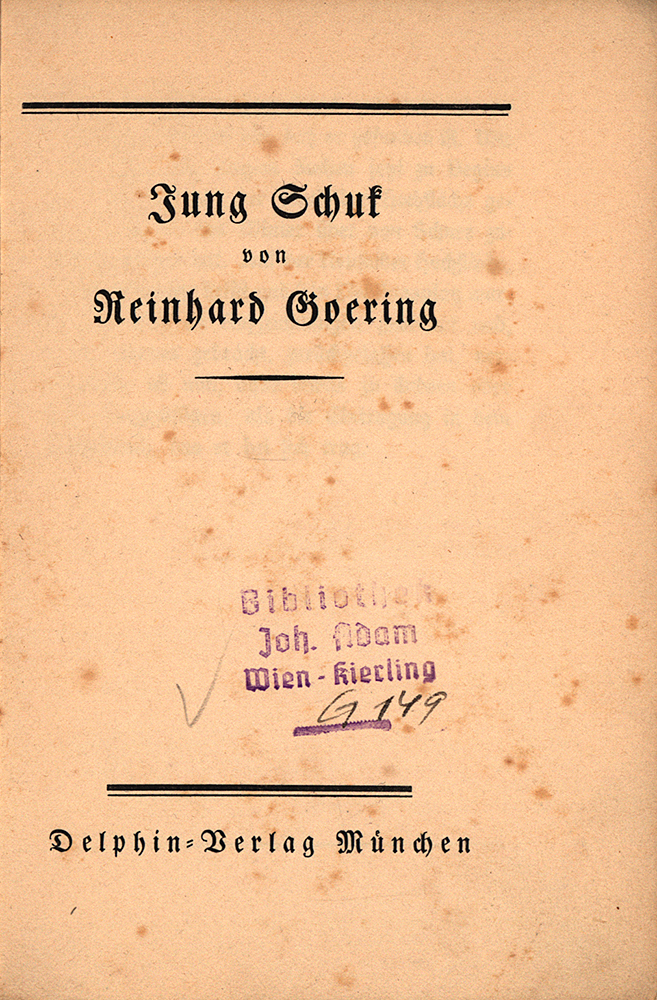 Jung Schuk
von
Reinhard Goering
Bibliothek
Joh. Adam
Wien-Kierling
G 149
Delphin-Verlag München